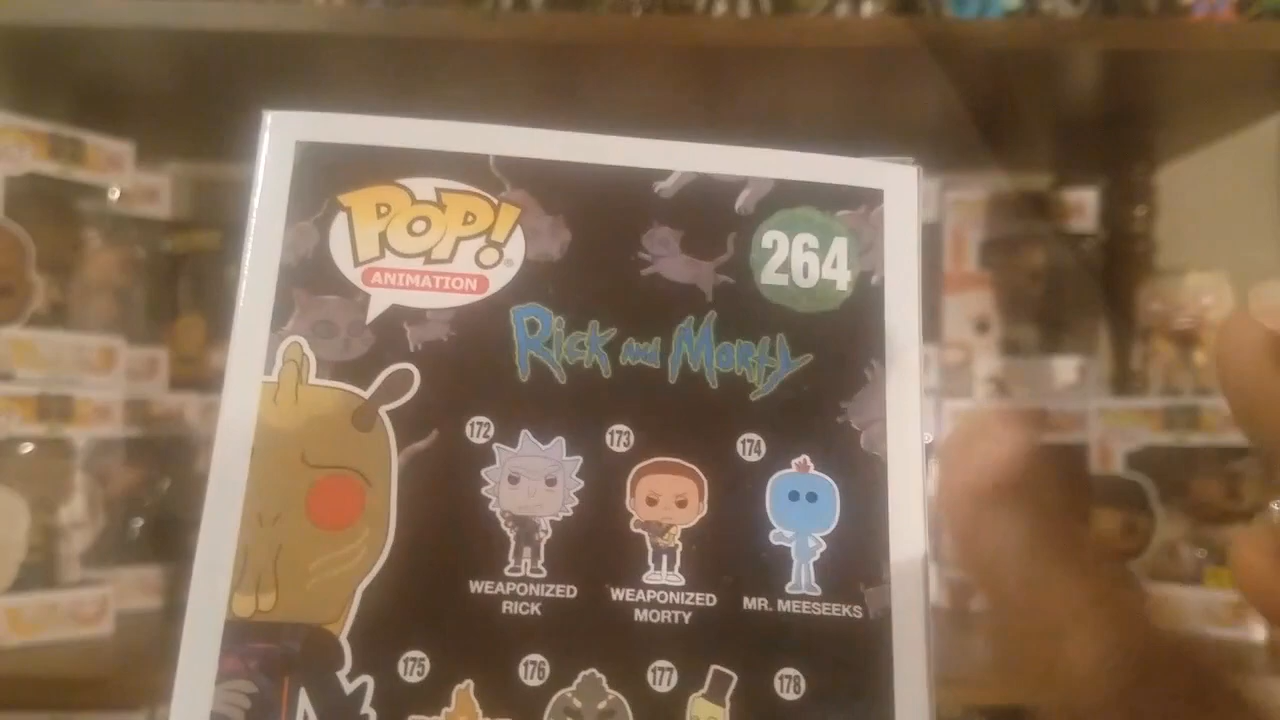 POP!
ANIMATION
264
Rick and Morty
172
173
174
WEAPONIZED
RICK
WEAPONIZED
MORTY
MR. MEESEEKS
175
176
177
178